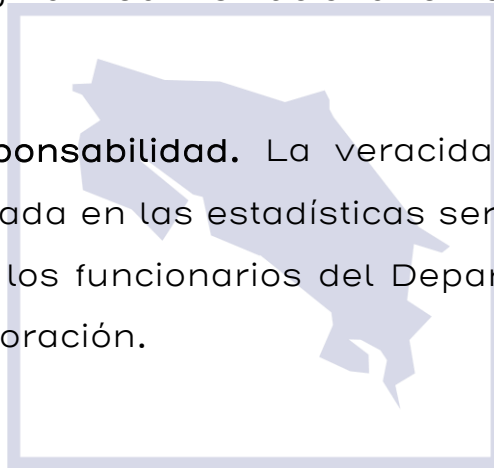 ponsabilidad. La veracida
ada en las estadísticas ser
los funcionarios del Depar
oración.